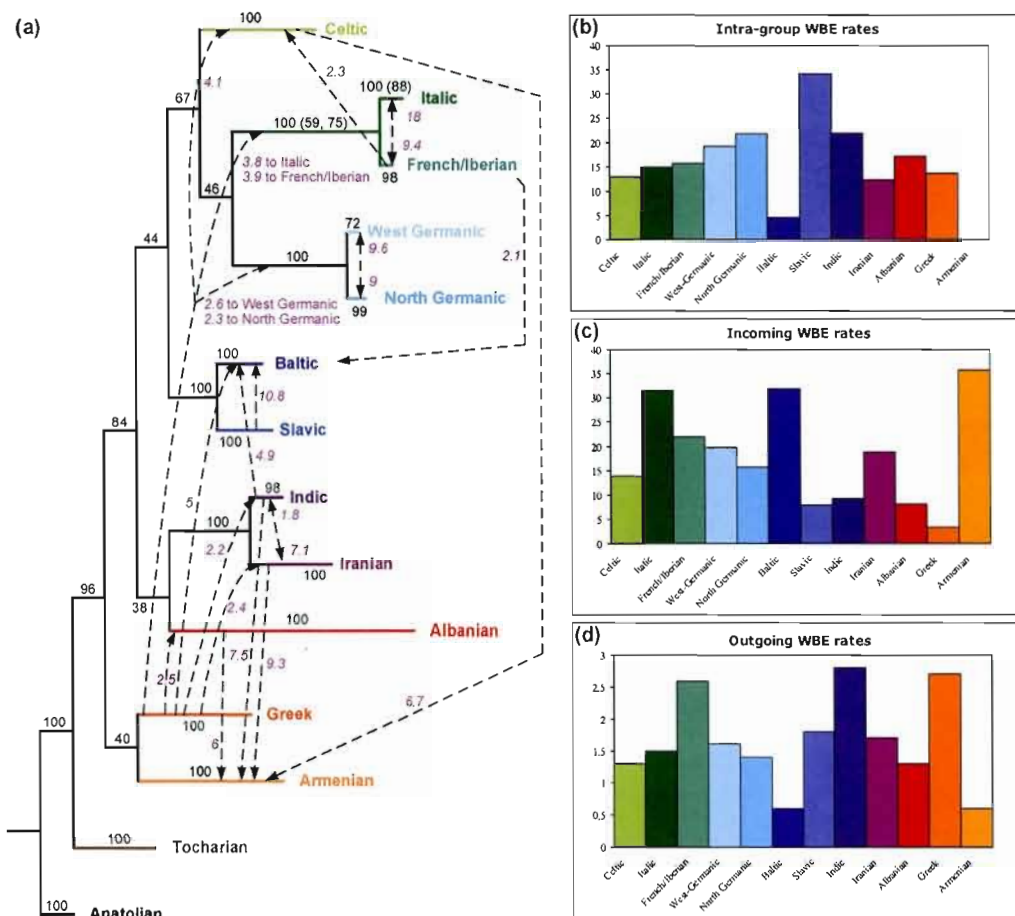 (a)
100
Celtic
67
4.1
2.3
100 (88)
Italic
18
9.4
100 (59, 75)
French/Iberian
98
3.8 to Italic
3.9 to French/Iberian
46
44
72
West Germanic
9.6
9
100
North Germanic
99
2.6 to West Germanic
2.3 to North Germanic
2.1
100
Baltic
100
10.8
Slavic
100
4.9
84
98
Indic
5
1.8
100
2.2
7.1
Iranian
100
96
38
2.4
100
Albanian
7.5
9.3
2.5
6.7
Greek
100
100
40
6
100
Armenian
100
Tocharian
100
Anatolian
(b)
Intra-group WBE rates
40
35
30
25
20
15
10
5
0
Celtic
Italic
French/Iberian
West-Germanic
North Germanic
Slavic
Indic
Iranian
Albanian
Greek
Armenian
(c)
Incoming WBE rates
40
35
30
25
20
15
10
5
0
Celtic
Italic
French/Iberian
West-Germanic
North Germanic
Baltic
Slavic
Indic
Iranian
Albanian
Greek
Armenian
(d)
Outgoing WBE rates
3
2,5
2
1,5
1
0,5
0
Celtic
Italic
French/Iberian
West-Germanic
North Germanic
Baltic
Slavic
Indic
Iranian
Albanian
Greek
Armenian